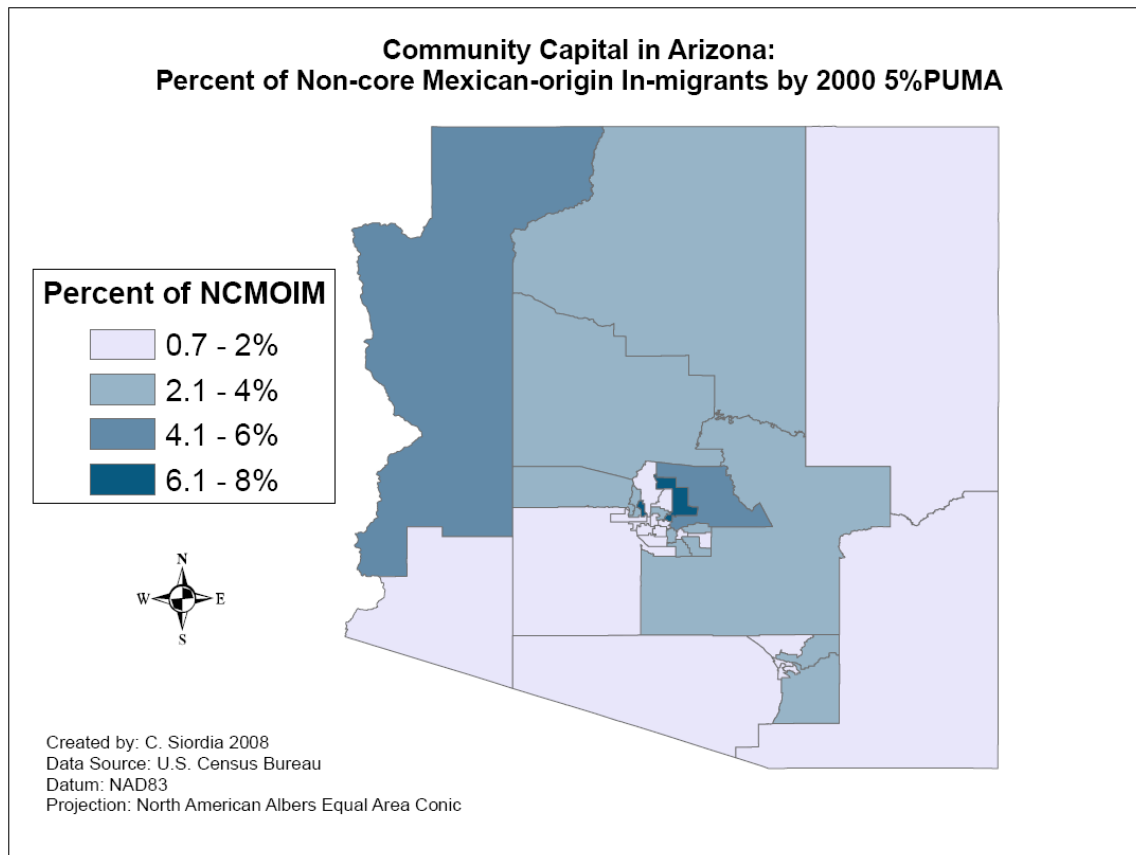 Community Capital in Arizona:
Percent of Non-core Mexican-origin In-migrants by 2000 5%PUMA
Percent of NCMOIM
0.7 - 2%
2.1 - 4%
4.1 - 6%
6.1 - 8%
N
W E
S
Created by: C. Siordia 2008
Data Source: U.S. Census Bureau
Datum: NAD83
Projection: North American Albers Equal Area Conic